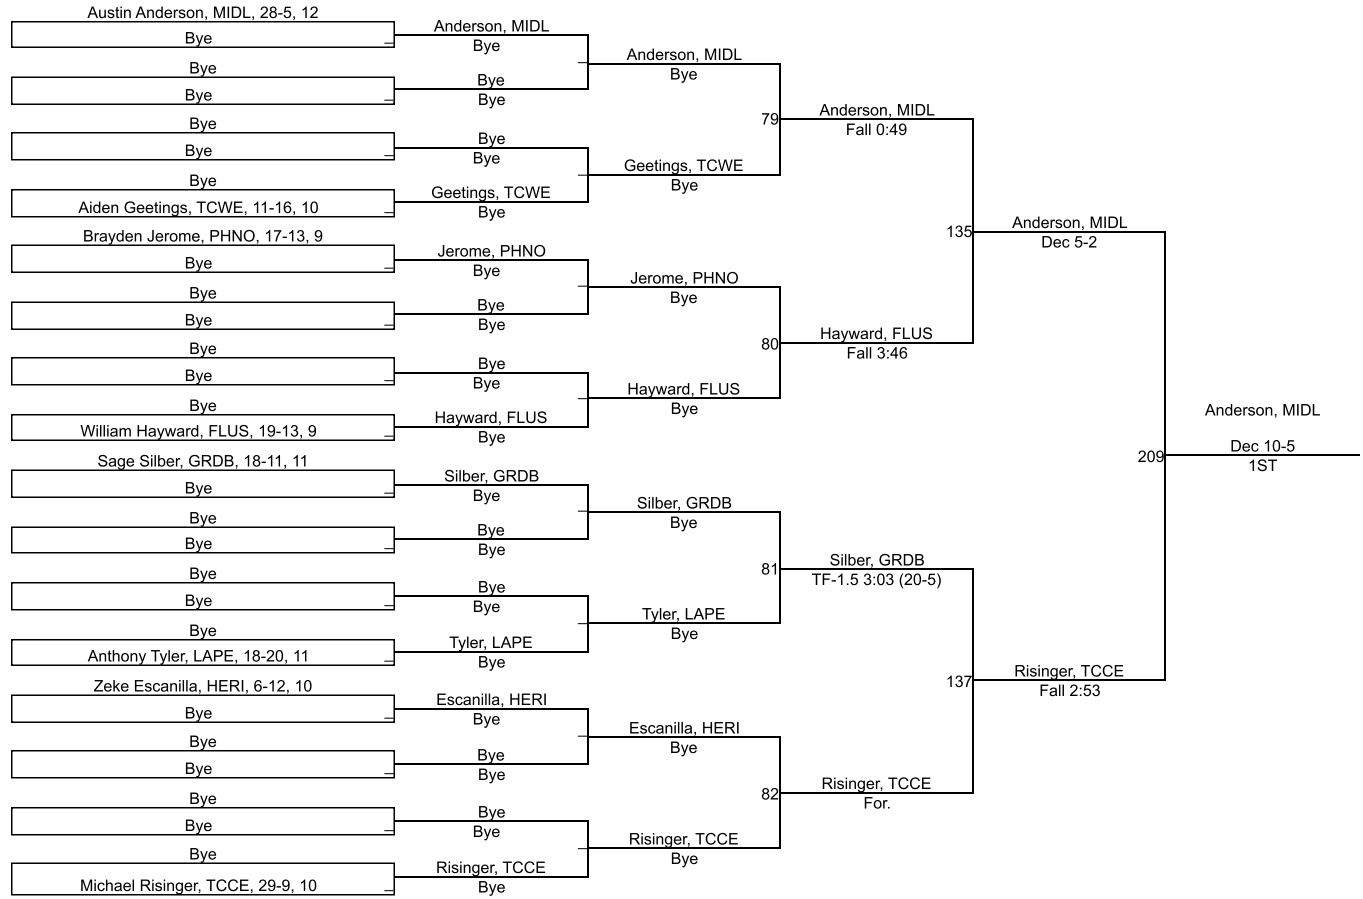 Austin Anderson, MIDL, 28-5, 12
Bye
Bye
Bye
Bye
Bye
Bye
Aiden Geetings, TCWE, 11-16, 10
Brayden Jerome, PHNO, 17-13, 9
Bye
Bye
Bye
Bye
Bye
Bye
William Hayward, FLUS, 19-13, 9
Sage Silber, GRDB, 18-11, 11
Bye
Bye
Bye
Bye
Bye
Bye
Anthony Tyler, LAPE, 18-20, 11
Zeke Escanilla, HERI, 6-12, 10
Bye
Bye
Bye
Bye
Bye
Bye
Michael Risinger, TCCE, 29-9, 10
Anderson, MIDL
Bye
Bye
Bye
Bye
Bye
Geetings, TCWE
Bye
Jerome, PHNO
Bye
Bye
Bye
Bye
Bye
Hayward, FLUS
Bye
Silber, GRDB
Bye
Bye
Bye
Bye
Bye
Tyler, LAPE
Bye
Escanilla, HERI
Bye
Bye
Bye
Bye
Bye
Risinger, TCCE
Bye
Anderson, MIDL
Bye
79
Geetings, TCWE
Bye
Jerome, PHNO
Bye
80
Hayward, FLUS
Bye
Silber, GRDB
Bye
81
Tyler, LAPE
Bye
Escanilla, HERI
Bye
82
Risinger, TCCE
Bye
Anderson, MIDL
Fall 0:49
135
Hayward, FLUS
Fall 3:46
Silber, GRDB
TF-1.5 3:03 (20-5)
137
Risinger, TCCE
For.
Anderson, MIDL
Dec 5-2
209
Risinger, TCCE
Fall 2:53
Anderson, MIDL
Dec 10-5
1ST